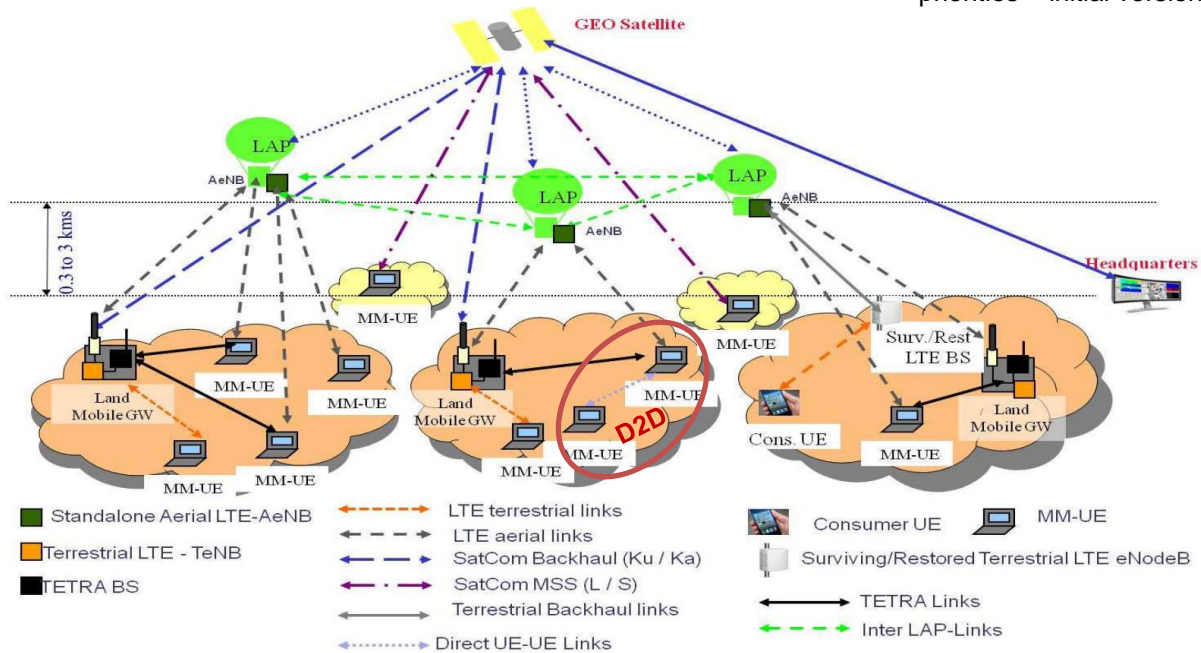 GEO Satellite
LAP
AeNB
LAP
AeNB
LAP
AeNB
0.3 to 3 kms
Headquarters
MM-UE
MM-UE
Surv./Rest
LTE BS
Land
Mobile GW
MM-UE
MM-UE
MM-UE
MM-UE
Land
Mobile GW
MM-UE
MM-UE
MM-UE
D2D
Cons. UE
MM-UE
Land
Mobile GW
Standalone Aerial LTE-AeNB
Terrestrial LTE - TeNB
TETRA BS
LTE terrestrial links
LTE aerial links
SatCom Backhaul (Ku / Ka)
SatCom MSS (L / S)
Terrestrial Backhaul links
Direct UE-UE Links
Consumer UE
MM-UE
Surviving/Restored Terrestrial LTE eNodeB
TETRA Links
Inter LAP-Links